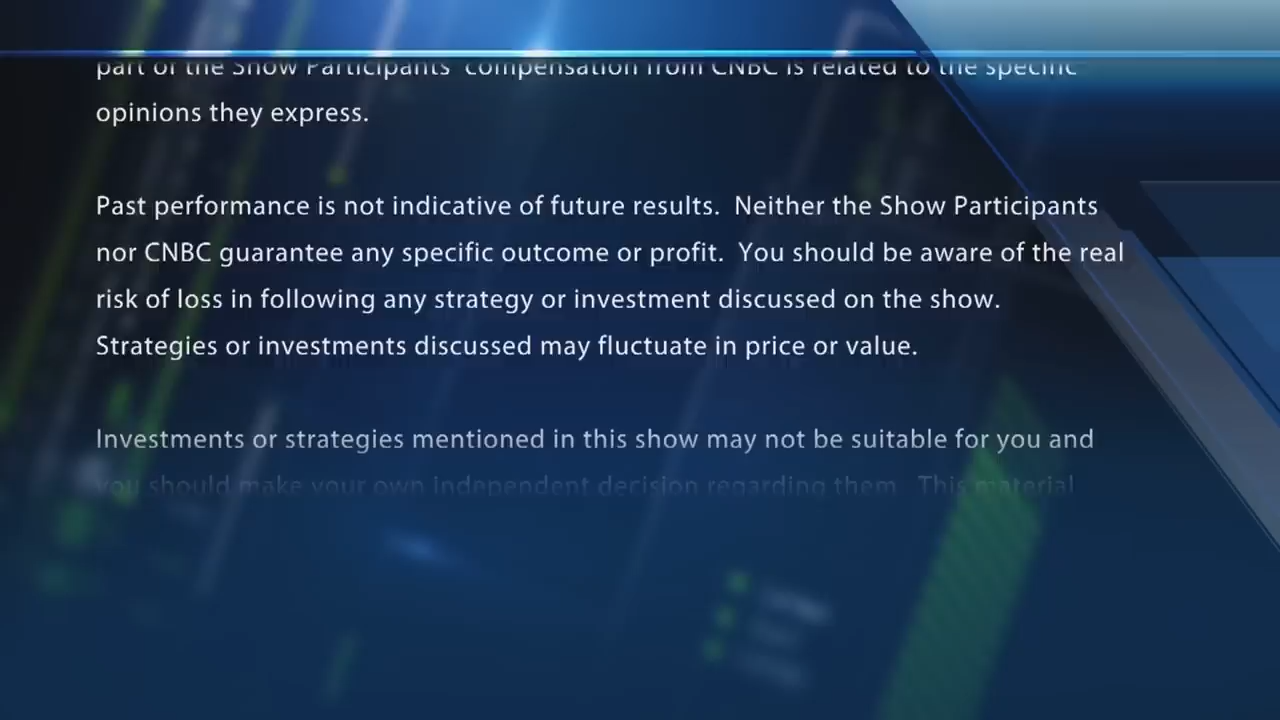 part of the Show Participants' compensation from CNBC is related to the specific
opinions they express.
Past performance is not indicative of future results.  Neither the Show Participants
nor CNBC guarantee any specific outcome or profit.  You should be aware of the real
risk of loss in following any strategy or investment discussed on the show.
Strategies or investments discussed may fluctuate in price or value.
Investments or strategies mentioned in this show may not be suitable for you and
you should make your own independent decision regarding them.  This material